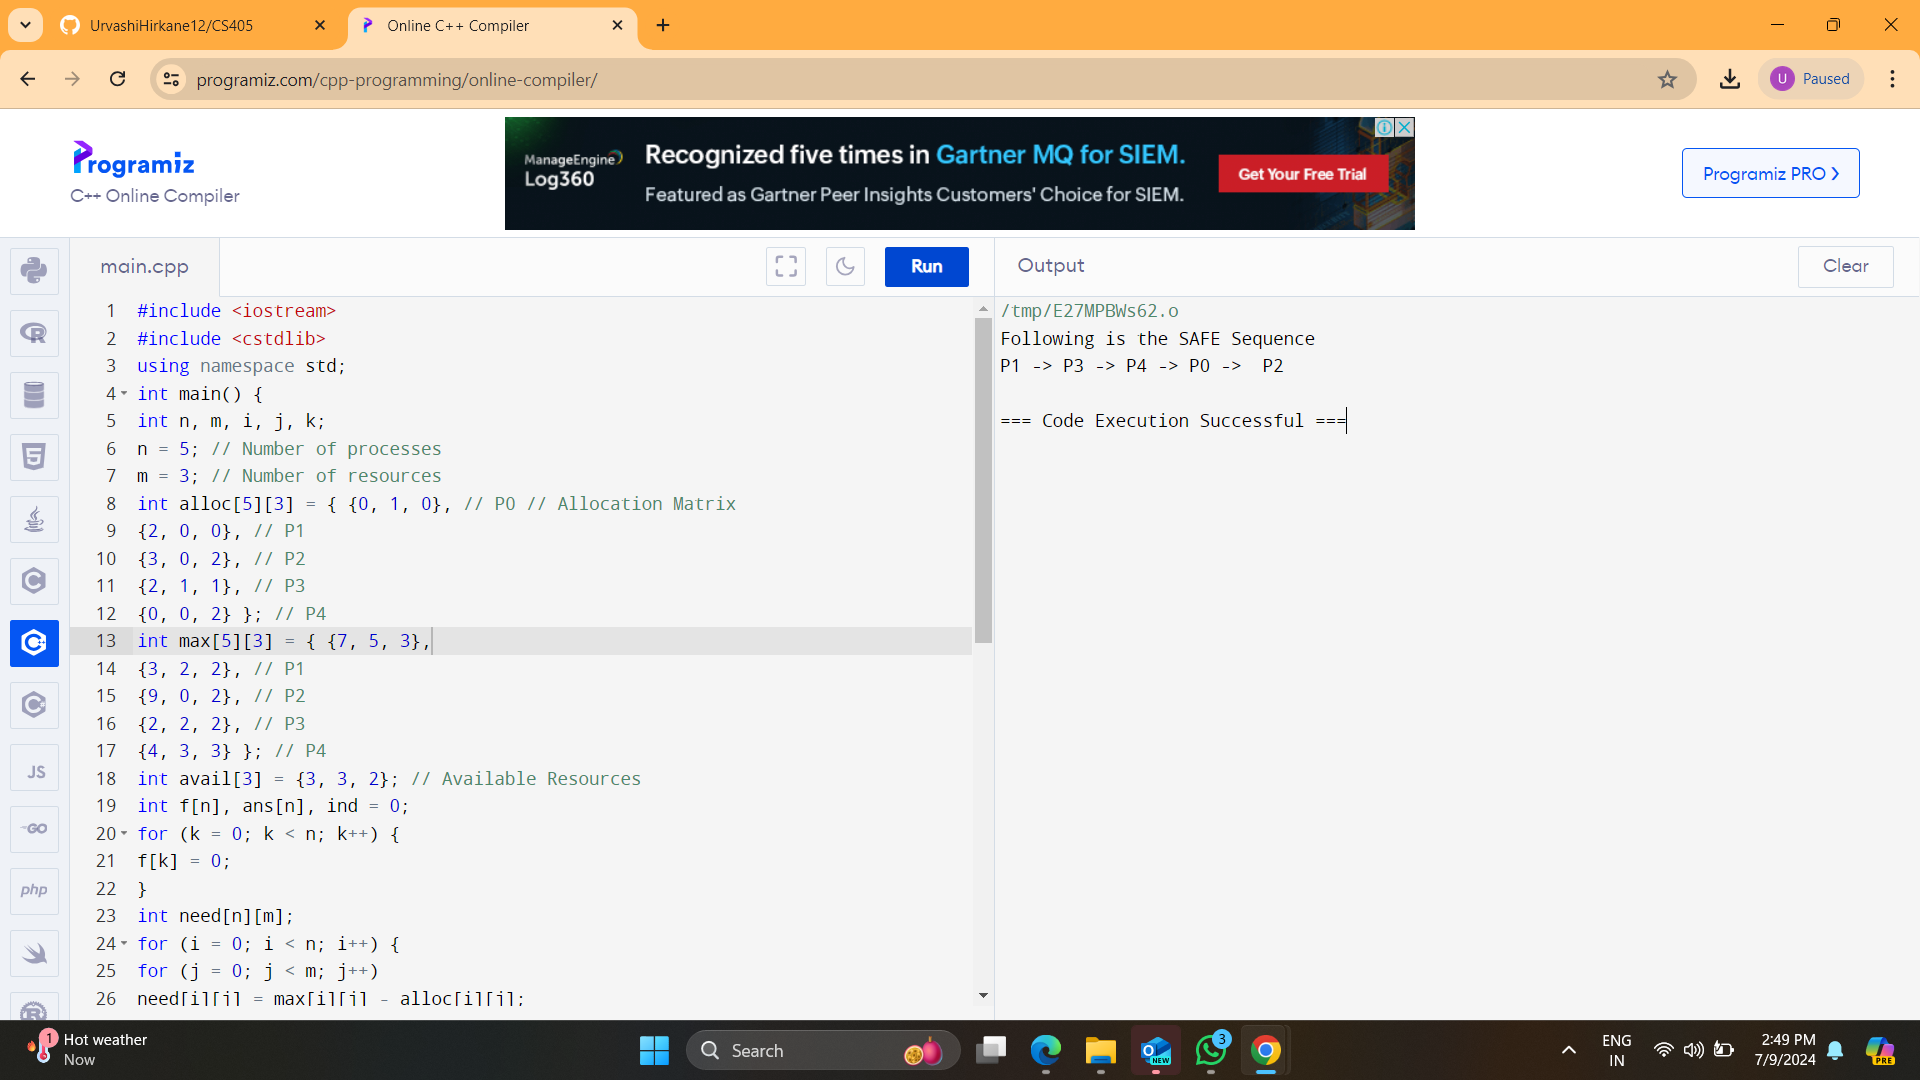 UrvashiHirkane12/CS405
Online C++ Compiler
programiz.com/cpp-programming/online-compiler/
U Paused
Programiz
C++ Online Compiler
ManageEngine
Log360
Recognized five times in Gartner MQ for SIEM.
Featured as Gartner Peer Insights Customers' Choice for SIEM.
Get Your Free Trial
Programiz PRO
main.cpp
Run
Output
Clear
1 #include <iostream>
2 #include <cstdlib>
3 using namespace std;
4 int main() {
5 int n, m, i, j, k;
6 n = 5; // Number of processes
7 m = 3; // Number of resources
8 int alloc[5][3] = { {0, 1, 0}, // P0 // Allocation Matrix
9 {2, 0, 0}, // P1
10 {3, 0, 2}, // P2
11 {2, 1, 1}, // P3
12 {0, 0, 2} }; // P4
13 int max[5][3] = { {7, 5, 3},
14 {3, 2, 2}, // P1
15 {9, 0, 2}, // P2
16 {2, 2, 2}, // P3
17 {4, 3, 3} }; // P4
18 int avail[3] = {3, 3, 2}; // Available Resources
19 int f[n], ans[n], ind = 0;
20 for (k = 0; k < n; k++) {
21 f[k] = 0;
22 }
23 int need[n][m];
24 for (i = 0; i < n; i++) {
25 for (j = 0; j < m; j++)
26 need[i][j] = max[i][j] - alloc[i][j];
/tmp/E27MPBWs62.o
Following is the SAFE Sequence
P1 -> P3 -> P4 -> P0 ->  P2
=== Code Execution Successful ===
JS
GO
php
1
Hot weather
Now
Search
NEW
3
ENG
IN
2:49 PM
7/9/2024
PRE